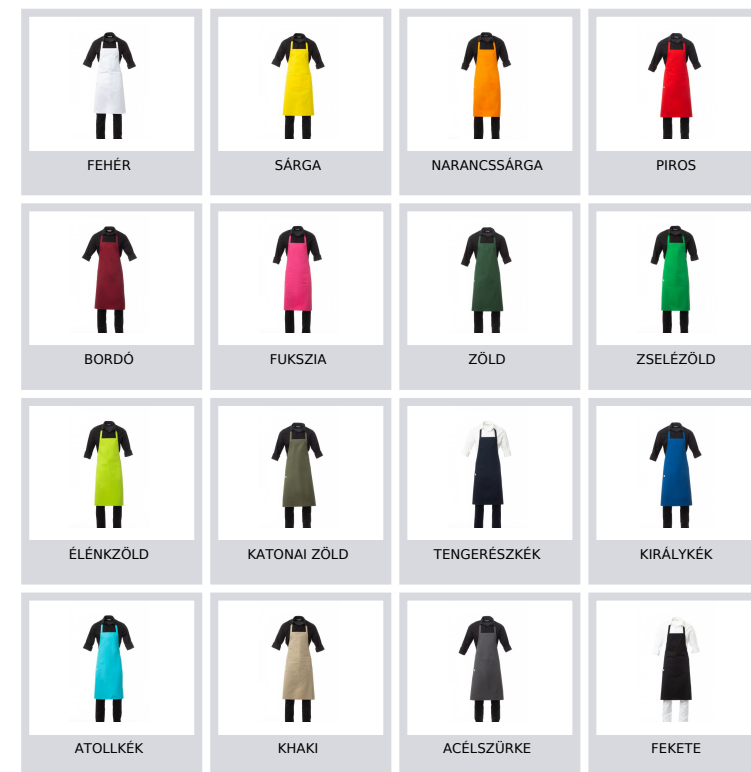 FEHÉR
SÁRGA
NARANCSSÁRGA
PIROS
BORDÓ
FUKSZIA
ZÖLD
ZSELÉZÖLD
ÉLÉNKZÖLD
KATONAI ZÖLD
TENGERÉSZKÉK
KIRÁLYKÉK
ATOLLKÉK
KHAKI
ACÉLSZÜRKE
FEKETE